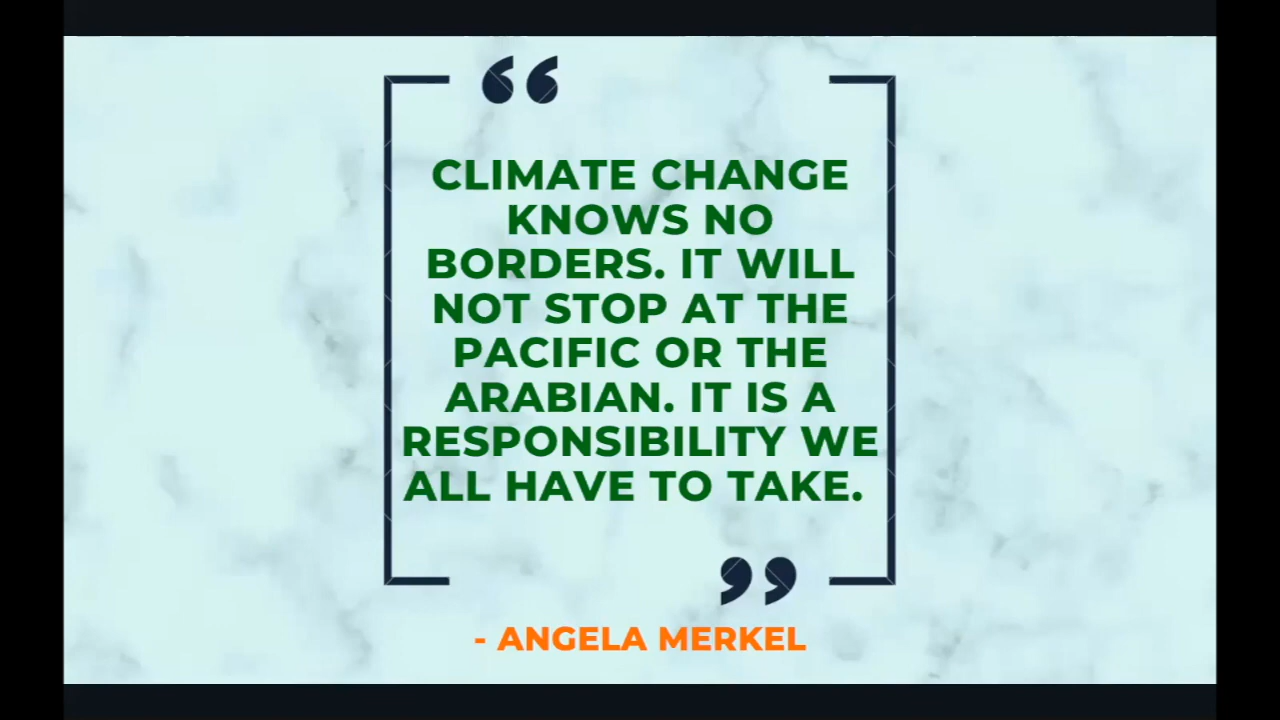 “
CLIMATE CHANGE
KNOWS NO
BORDERS. IT WILL
NOT STOP AT THE
PACIFIC OR THE
ARABIAN. IT IS A
RESPONSIBILITY WE
ALL HAVE TO TAKE.
”
- ANGELA MERKEL